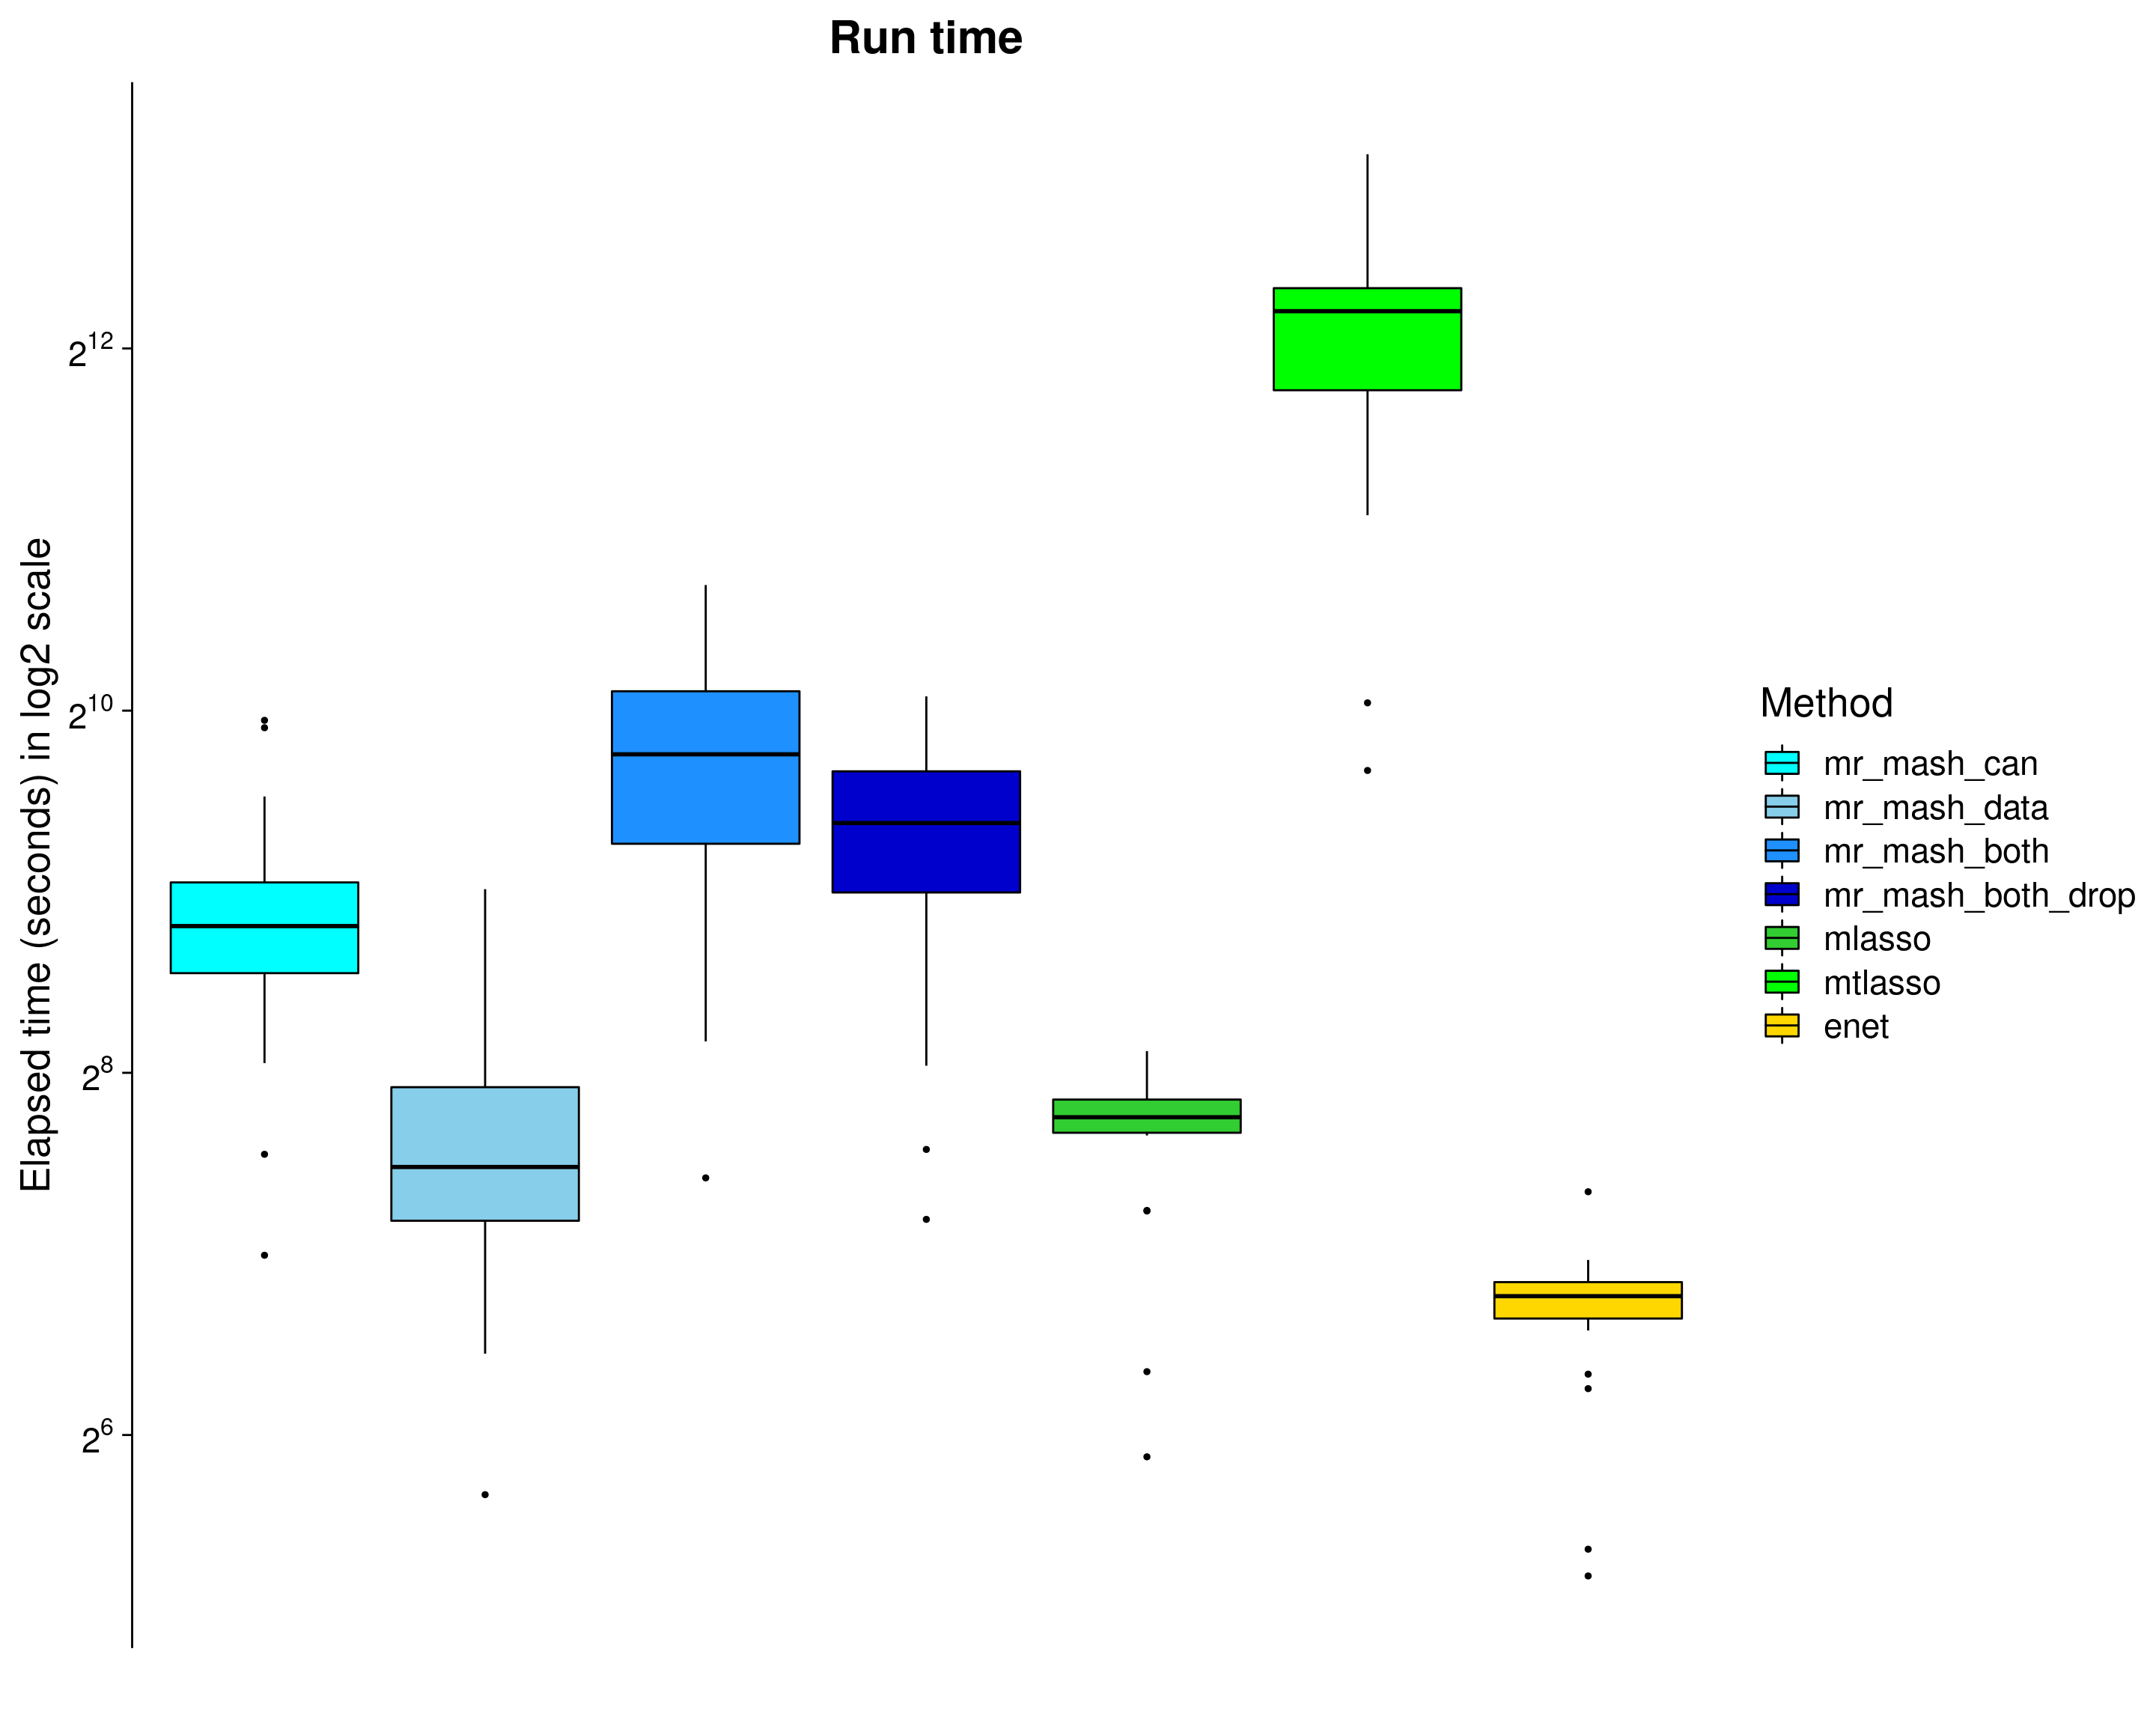 Run time
Elapsed time (seconds) in log2 scale
2^12
2^10
2^8
2^6
Method
mr_mash_can
mr_mash_data
mr_mash_both
mr_mash_both_drop
mlasso
mtlasso
enet